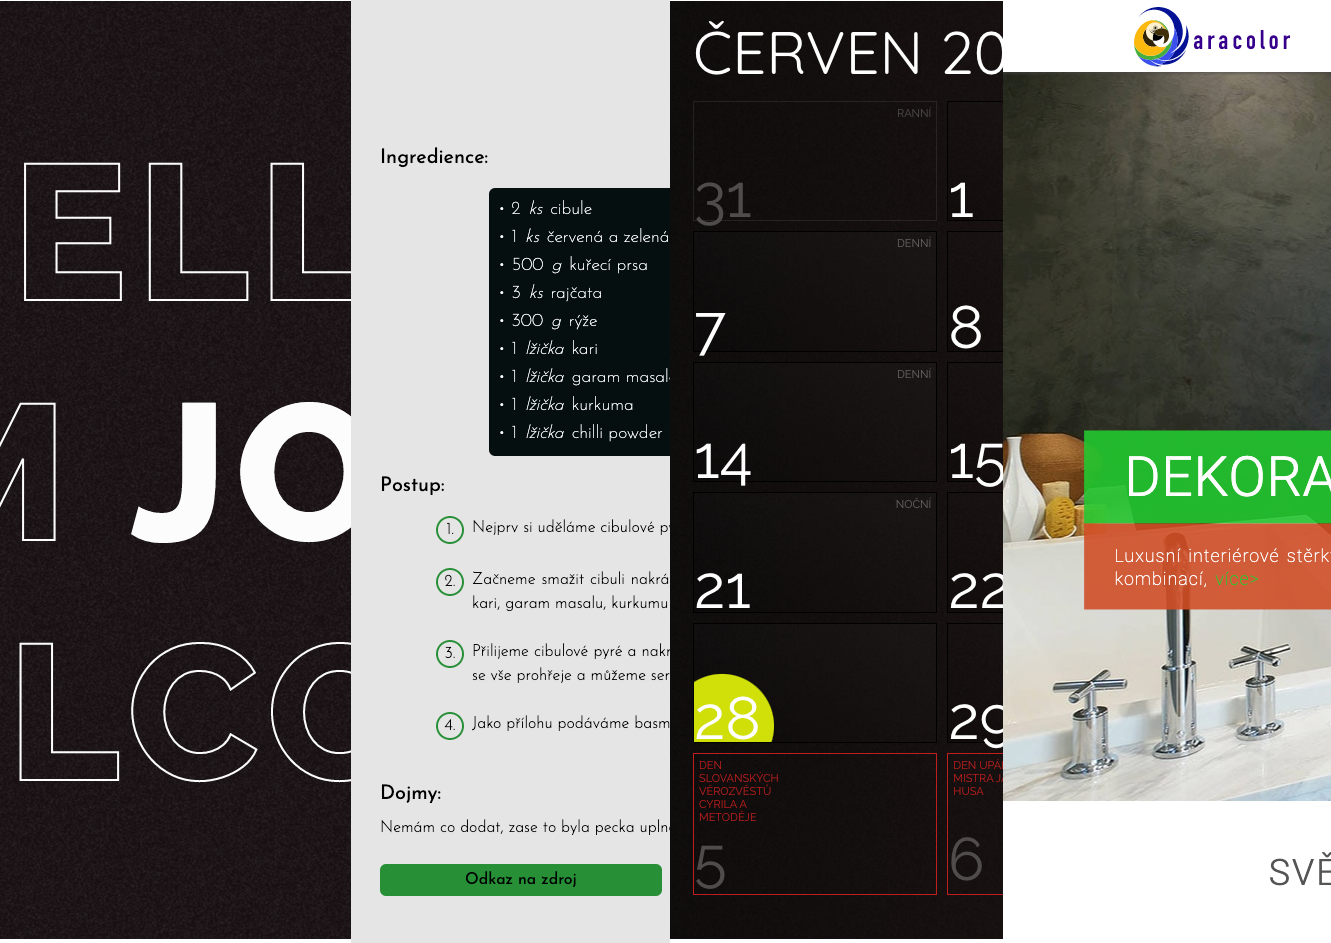 ELL
M JO
LCO
Ingredience:
• 2 ks cibule
• 1 ks červená a zelená
• 500 g kuřecí prsa
• 3 ks rajčata
• 300 g rýže
• 1 lžička kari
• 1 lžička garam masal
• 1 lžička kurkuma
• 1 lžička chilli powder
Postup:
1. Nejprv si uděláme cibulové py
2. Začneme smažit cibuli nakrá
kari, garam masalu, kurkumu
3. Přilijeme cibulové pyré a nakr
se vše prohřeje a můžeme ser
4. Jako přílohu podáváme basm
Dojmy:
Nemám co dodat, zase to byla pecka upln
Odkaz na zdroj
ČERVEN 20
RANNÍ
31
1
DENNÍ
7
8
DENNÍ
14
15
NOČNÍ
21
22
28
29
DEN
SLOVANSKÝCH
VĚROZVĚSTŮ
CYRILA A
METODĚJE
5
DEN UPÁ
MISTRA J
HUSA
6
aracolor
DEKORA
Luxusní interiérové stěrk
kombinací, více>
SVĚ